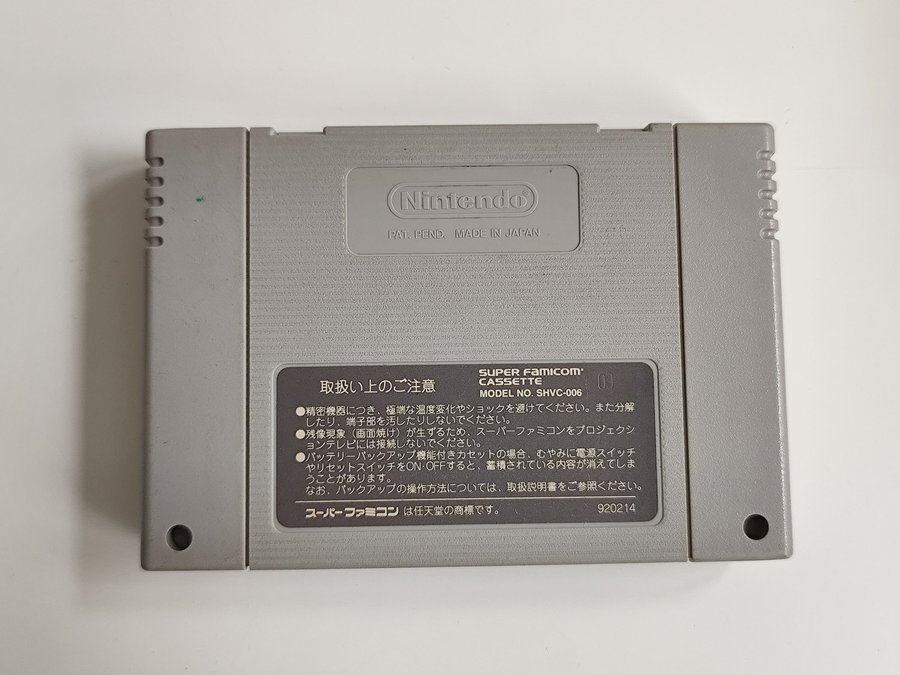 Nintendo
PAT. PEND. MADE IN JAPAN
取扱い上のご注意
SUPER FAMICOM
CASSETTE
MODEL NO. SHVC-006
●精密機器につき、極端な温度変化やショックを避けてください。また分解
したり、端子部を汚したりしないでください。
●残像現象（画面焼け）が生ずるため、スーパーファミコンをプロジェクシ
ョンテレビには接続しないでください。
●バッテリーバックアップ機能付きカセットの場合、むやみに電源スイッチ
やリセットスイッチをON・OFFすると、蓄積されている内容が消えてしま
うことがあります。
なお、バックアップの操作方法については、取扱説明書をご参照ください。
スーパーファミコンは任天堂の商標です。
920214